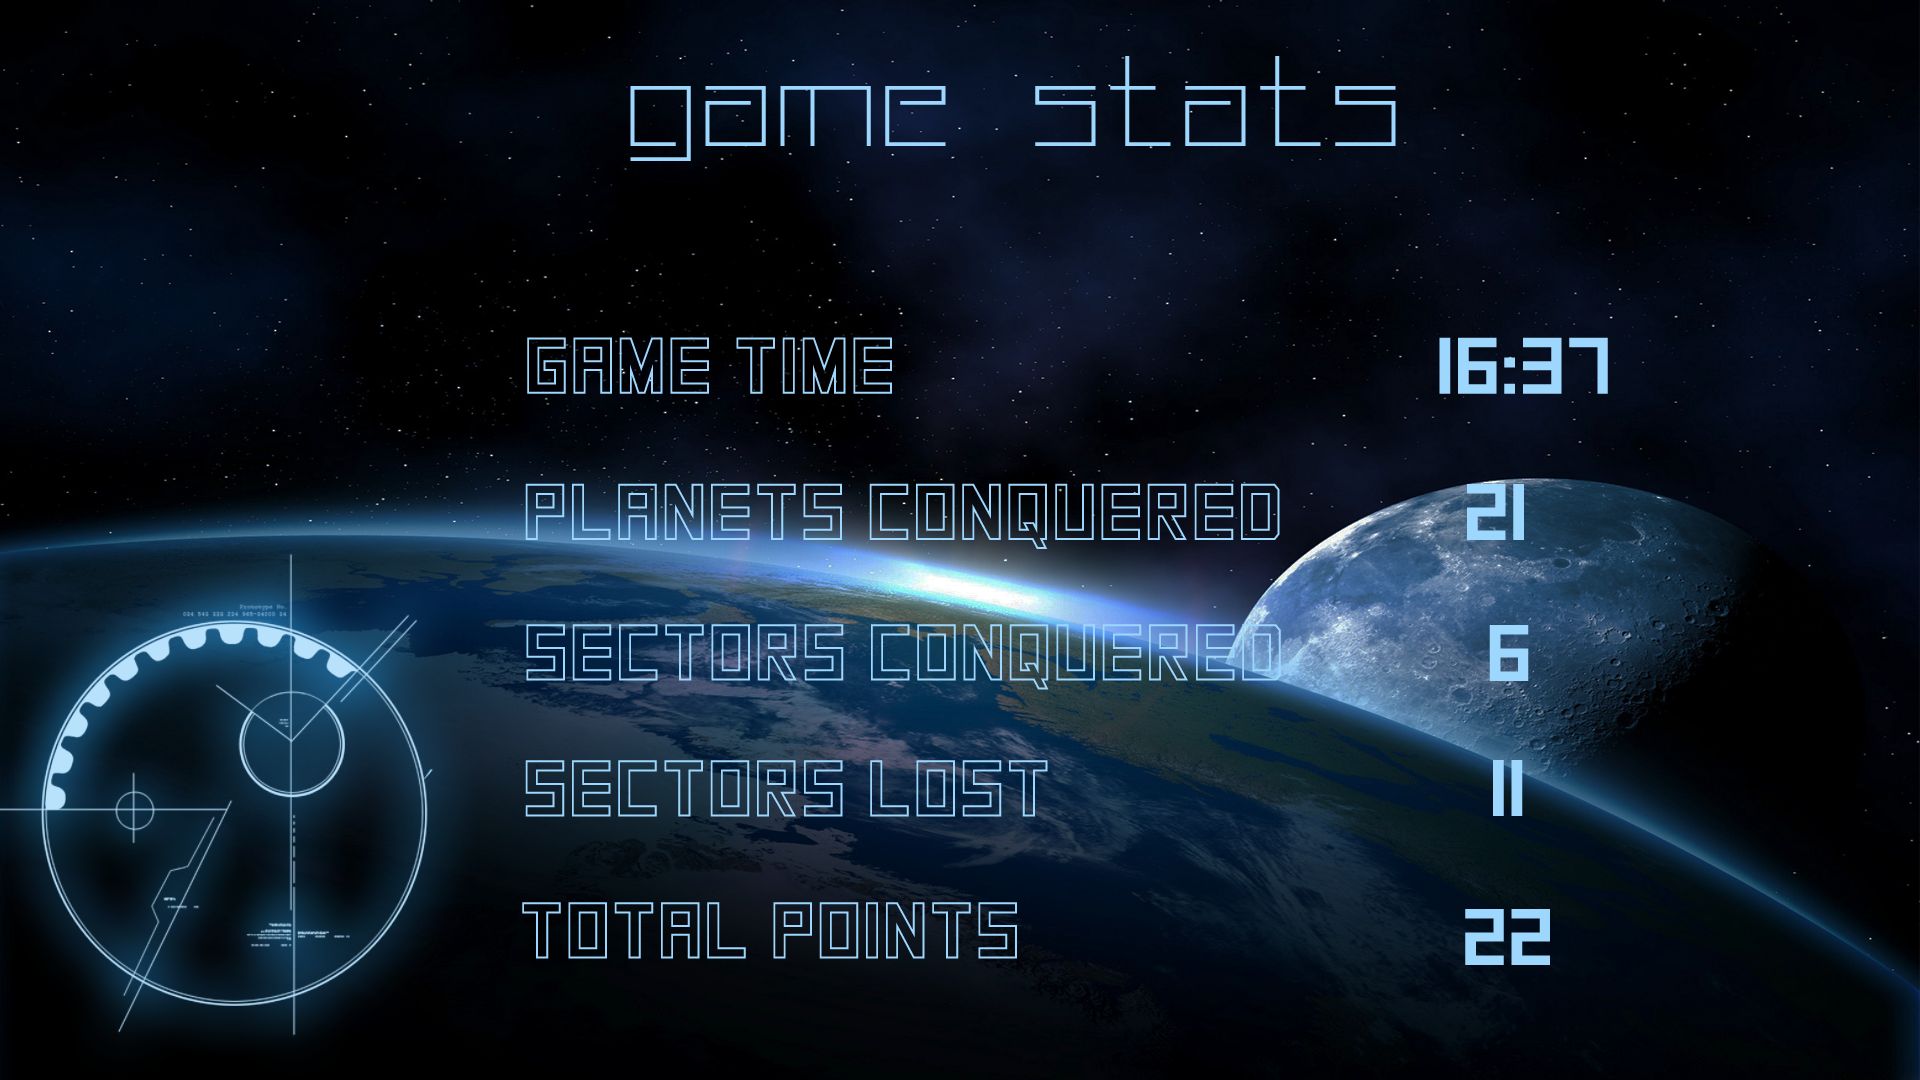 game stats
GAME TIME 16:37
PLANETS CONQUERED 21
SECTORS CONQUERED 6
SECTORS LOST 11
TOTAL POINTS 22